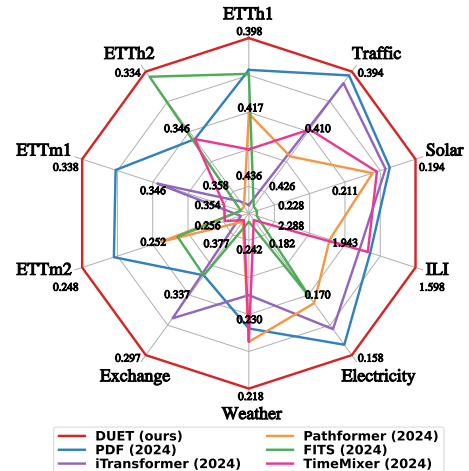 ETTh1
0.398
ETTh2
0.334
Traffic
0.394
0.417
0.346
0.410
ETTm1
0.338
Solar
0.194
0.436
0.358
0.426
0.346
0.211
0.354
0.228
0.256
2.288
0.252
0.377
0.242
0.182
1.943
ETTm2
0.248
ILI
1.598
0.337
0.170
0.230
Exchange
0.297
Electricity
0.158
Weather
0.218
DUET (ours)
PDF (2024)
iTransformer (2024)
Pathformer (2024)
FITS (2024)
TimeMixer (2024)